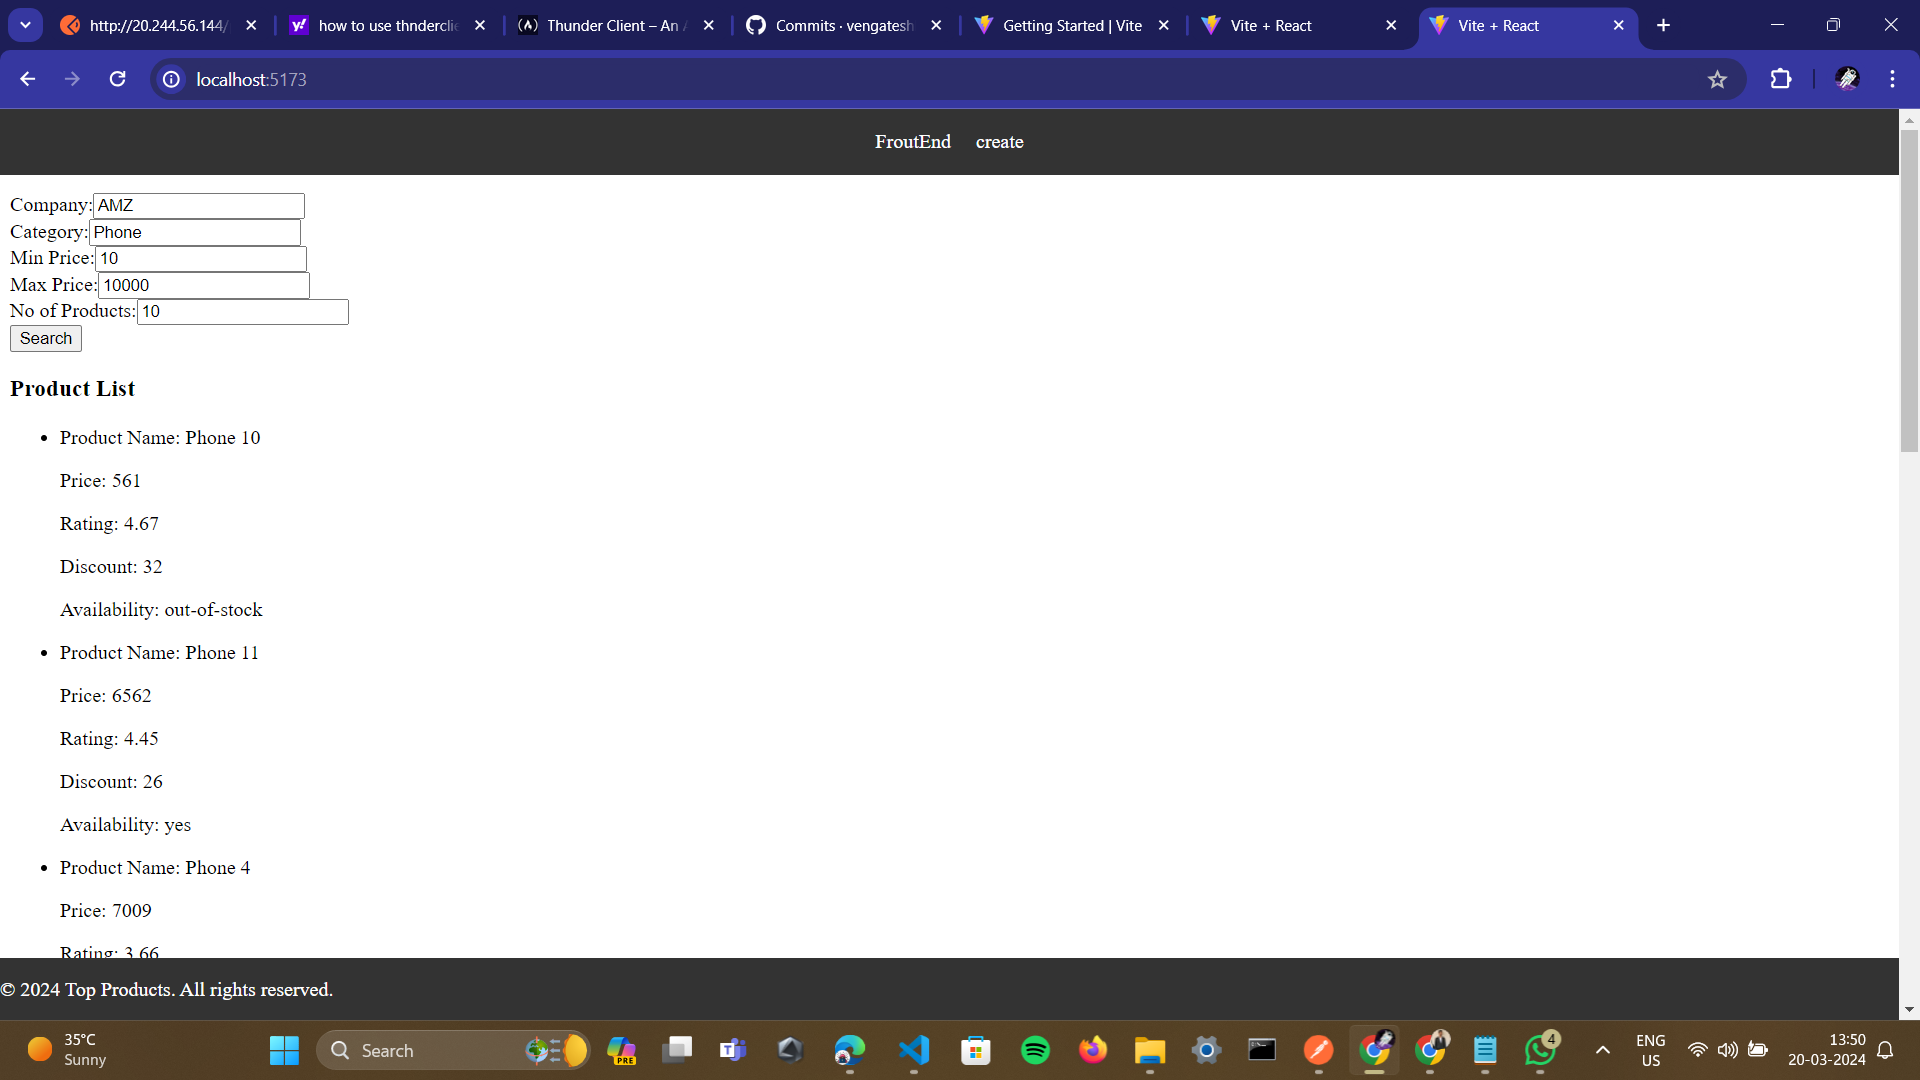 http://20.244.56.144/
how to use thnderclie
Thunder Client – An A
Commits · vengatesh
Getting Started | Vite
Vite + React
Vite + React
localhost:5173
FroutEnd create
Company: AMZ
Category: Phone
Min Price: 10
Max Price: 10000
No of Products: 10
Search
Product List
• Product Name: Phone 10
Price: 561
Rating: 4.67
Discount: 32
Availability: out-of-stock
• Product Name: Phone 11
Price: 6562
Rating: 4.45
Discount: 26
Availability: yes
• Product Name: Phone 4
Price: 7009
Rating: 3.66
© 2024 Top Products. All rights reserved.
35°C
Sunny
Search
PRE
4
ENG
US
13:50
20-03-2024